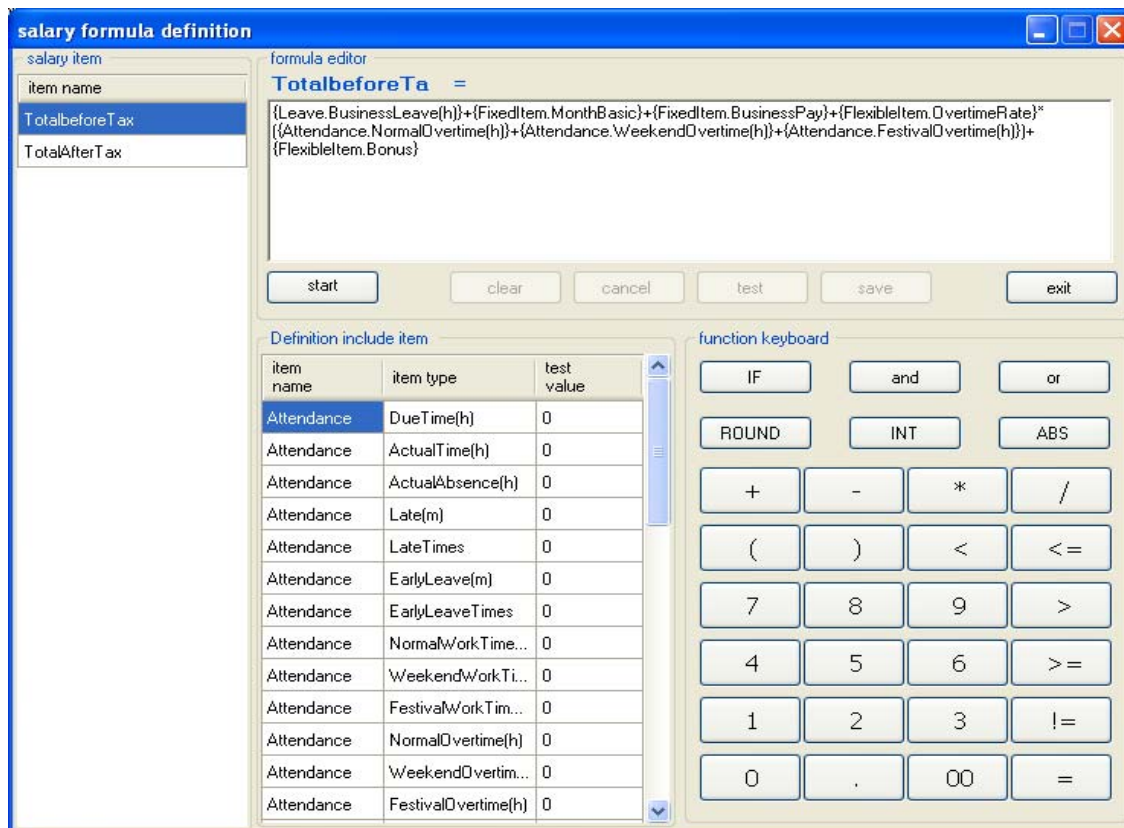 salary formula definition
salary item
item name
TotalbeforeTax
TotalAfterTax
formula editor
TotalbeforeTa =
{Leave.BusinessLeave(h)}+{FixedItem.MonthBasic}+{FixedItem.BusinessPay}+{FlexibleItem.OvertimeRate}*
({Attendance.NormalOvertime(h)}+{Attendance.WeekendOvertime(h)}+{Attendance.FestivalOvertime(h)})+
{FlexibleItem.Bonus}
start clear cancel test save exit
Definition include item
item name item type test value
Attendance DueTime(h) 0
Attendance ActualTime(h) 0
Attendance ActualAbsence(h) 0
Attendance Late(m) 0
Attendance LateTimes 0
Attendance EarlyLeave(m) 0
Attendance EarlyLeaveTimes 0
Attendance NormalWorkTime... 0
Attendance WeekendWorkTi... 0
Attendance FestivalWorkTim... 0
Attendance NormalOvertime(h) 0
Attendance WeekendOvertim... 0
Attendance FestivalOvertime(h) 0
function keyboard
IF and or
ROUND INT ABS
+ - * /
( ) < <=
7 8 9 >
4 5 6 >=
1 2 3 !=
0 . 00 =